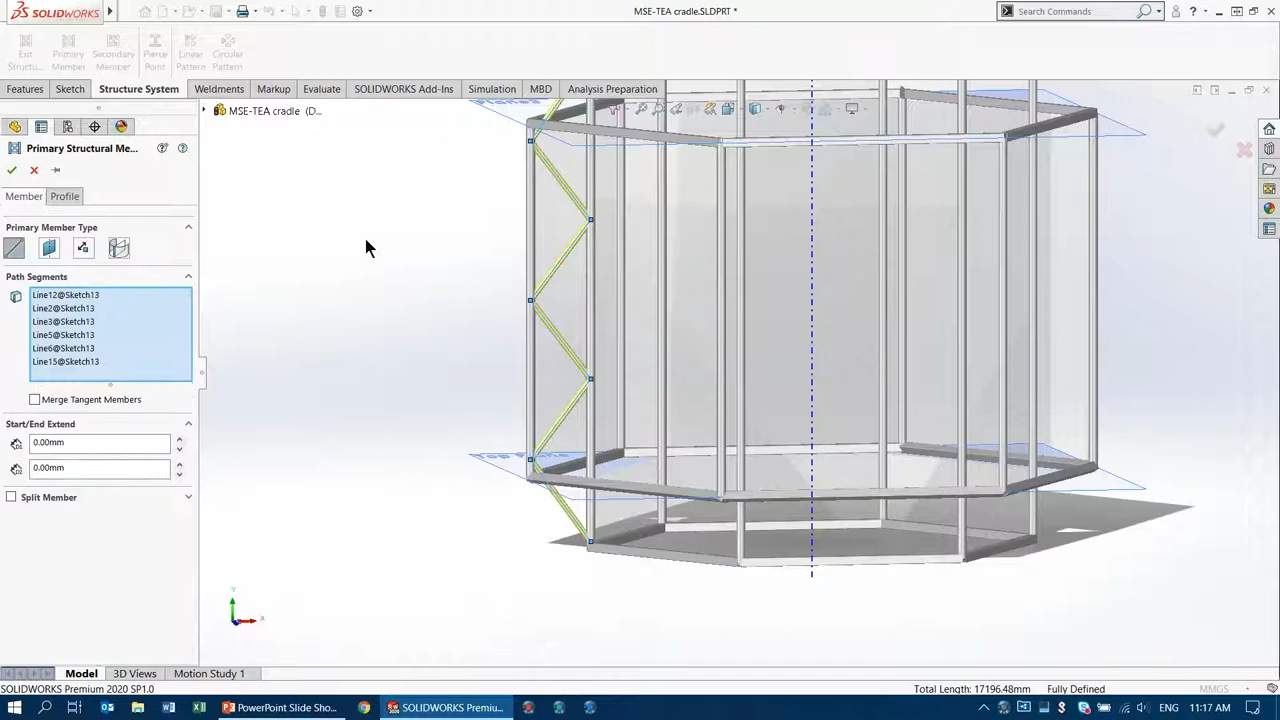 SOLIDWORKS
MSE-TEA cradle.SLDPRT *
Search Commands
Exit Structu...
Primary Member
Secondary Member
Pierce Point
Linear Pattern
Circular Pattern
Features
Sketch
Structure System
Weldments
Markup
Evaluate
SOLIDWORKS Add-Ins
Simulation
MBD
Analysis Preparation
MSE-TEA cradle (D...
Primary Structural Me...
Member
Profile
Primary Member Type
Path Segments
Line12@Sketch13
Line2@Sketch13
Line3@Sketch13
Line5@Sketch13
Line6@Sketch13
Line15@Sketch13
Merge Tangent Members
Start/End Extend
0.00mm
0.00mm
Split Member
Y
X
Model
3D Views
Motion Study 1
SOLIDWORKS Premium 2020 SP1.0
Total Length: 17196.48mm
Fully Defined
MMGS
PowerPoint Slide Sho...
SOLIDWORKS Premiu...
11:17 AM